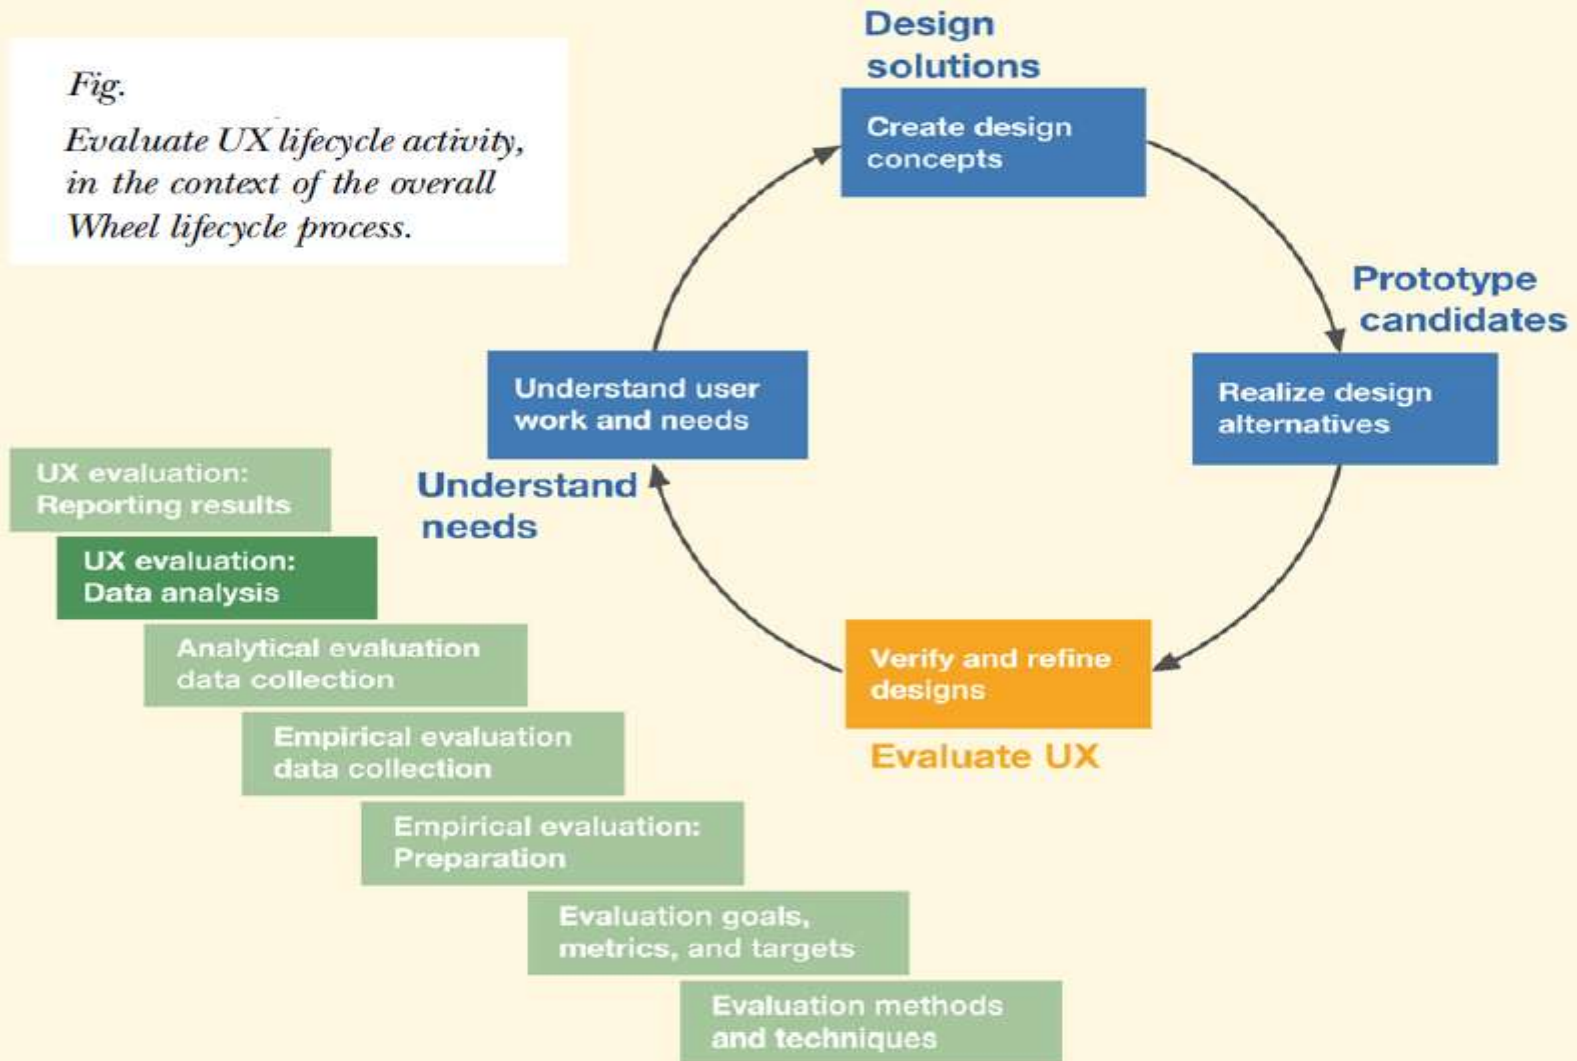 Fig.
Evaluate UX lifecycle activity,
in the context of the overall
Wheel lifecycle process.
Design
solutions
Create design
concepts
Prototype
candidates
Realize design
alternatives
Understand user
work and needs
Understand
needs
Verify and refine
designs
Evaluate UX
UX evaluation:
Reporting results
UX evaluation:
Data analysis
Analytical evaluation
data collection
Empirical evaluation
data collection
Empirical evaluation:
Preparation
Evaluation goals,
metrics, and targets
Evaluation methods
and techniques